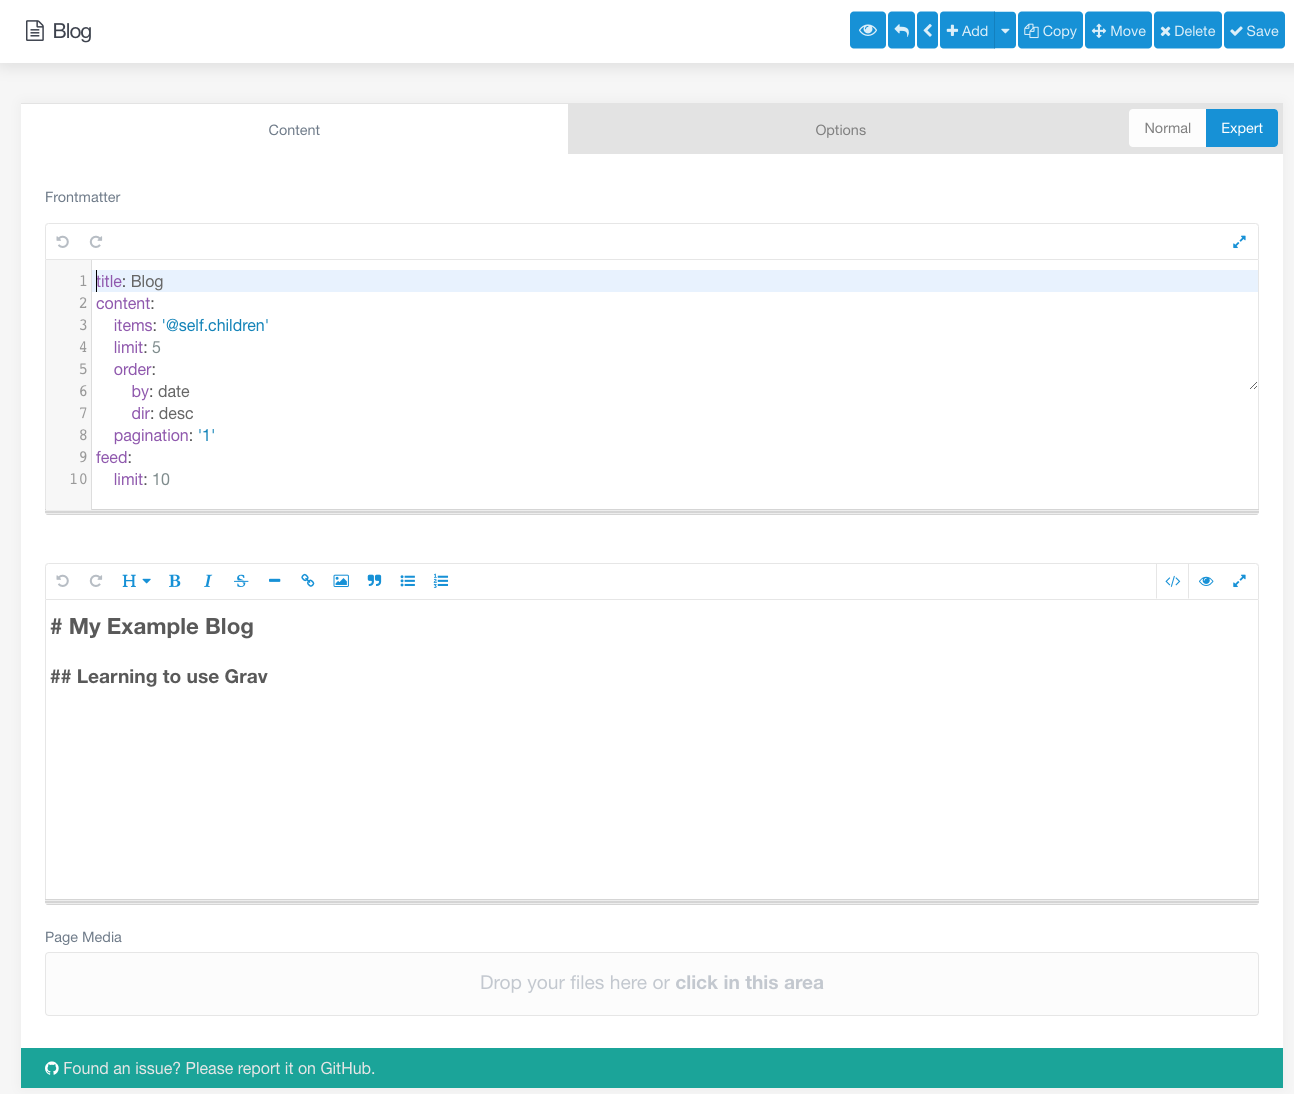 Blog
Add Copy Move Delete Save
Content Options Normal Expert
Frontmatter
1 title: Blog
2 content:
3 items: '@self.children'
4 limit: 5
5 order:
6 by: date
7 dir: desc
8 pagination: '1'
9 feed:
10 limit: 10
H B I S
# My Example Blog
## Learning to use Grav
Page Media
Drop your files here or click in this area
Found an issue? Please report it on GitHub.